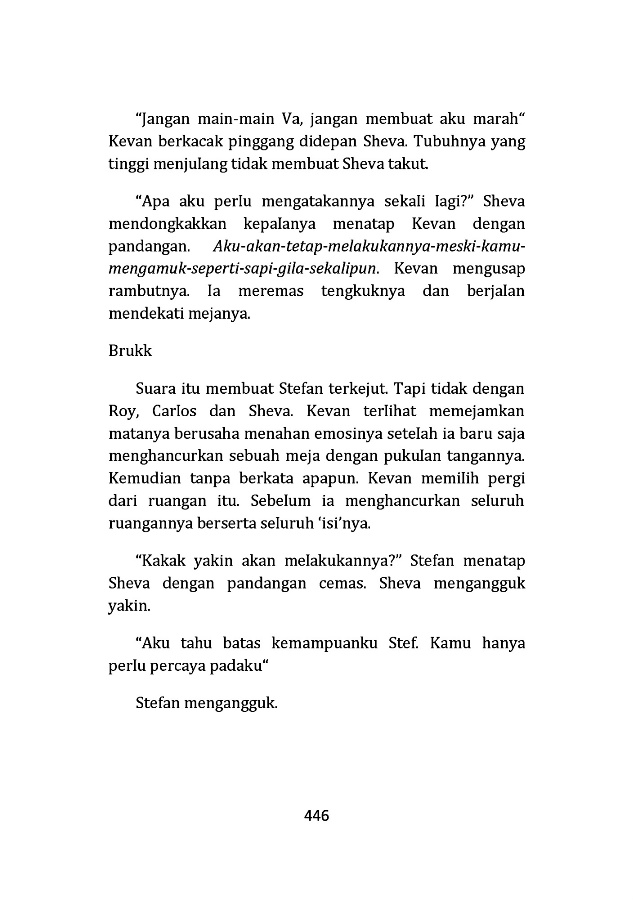 “Jangan main-main Va, jangan membuat aku marah“
Kevan berkacak pinggang didepan Sheva. Tubuhnya yang
tinggi menjulang tidak membuat Sheva takut.
“Apa aku perlu mengatakannya sekali lagi?” Sheva
mendongkakkan kepalanya menatap Kevan dengan
pandangan. Aku-akan-tetap-melakukannya-meski-kamu-
mengamuk-seperti-sapi-gila-sekalipun. Kevan mengusap
rambutnya. Ia meremas tengkuknya dan berjalan
mendekati mejanya.
Brukk
Suara itu membuat Stefan terkejut. Tapi tidak dengan
Roy, Carlos dan Sheva. Kevan terlihat memejamkan
matanya berusaha menahan emosinya setelah ia baru saja
menghancurkan sebuah meja dengan pukulan tangannya.
Kemudian tanpa berkata apapun. Kevan memilih pergi
dari ruangan itu. Sebelum ia menghancurkan seluruh
ruangannya berserta seluruh ‘isi’nya.
“Kakak yakin akan melakukannya?” Stefan menatap
Sheva dengan pandangan cemas. Sheva mengangguk
yakin.
“Aku tahu batas kemampuanku Stef. Kamu hanya
perlu percaya padaku“
Stefan mengangguk.
446